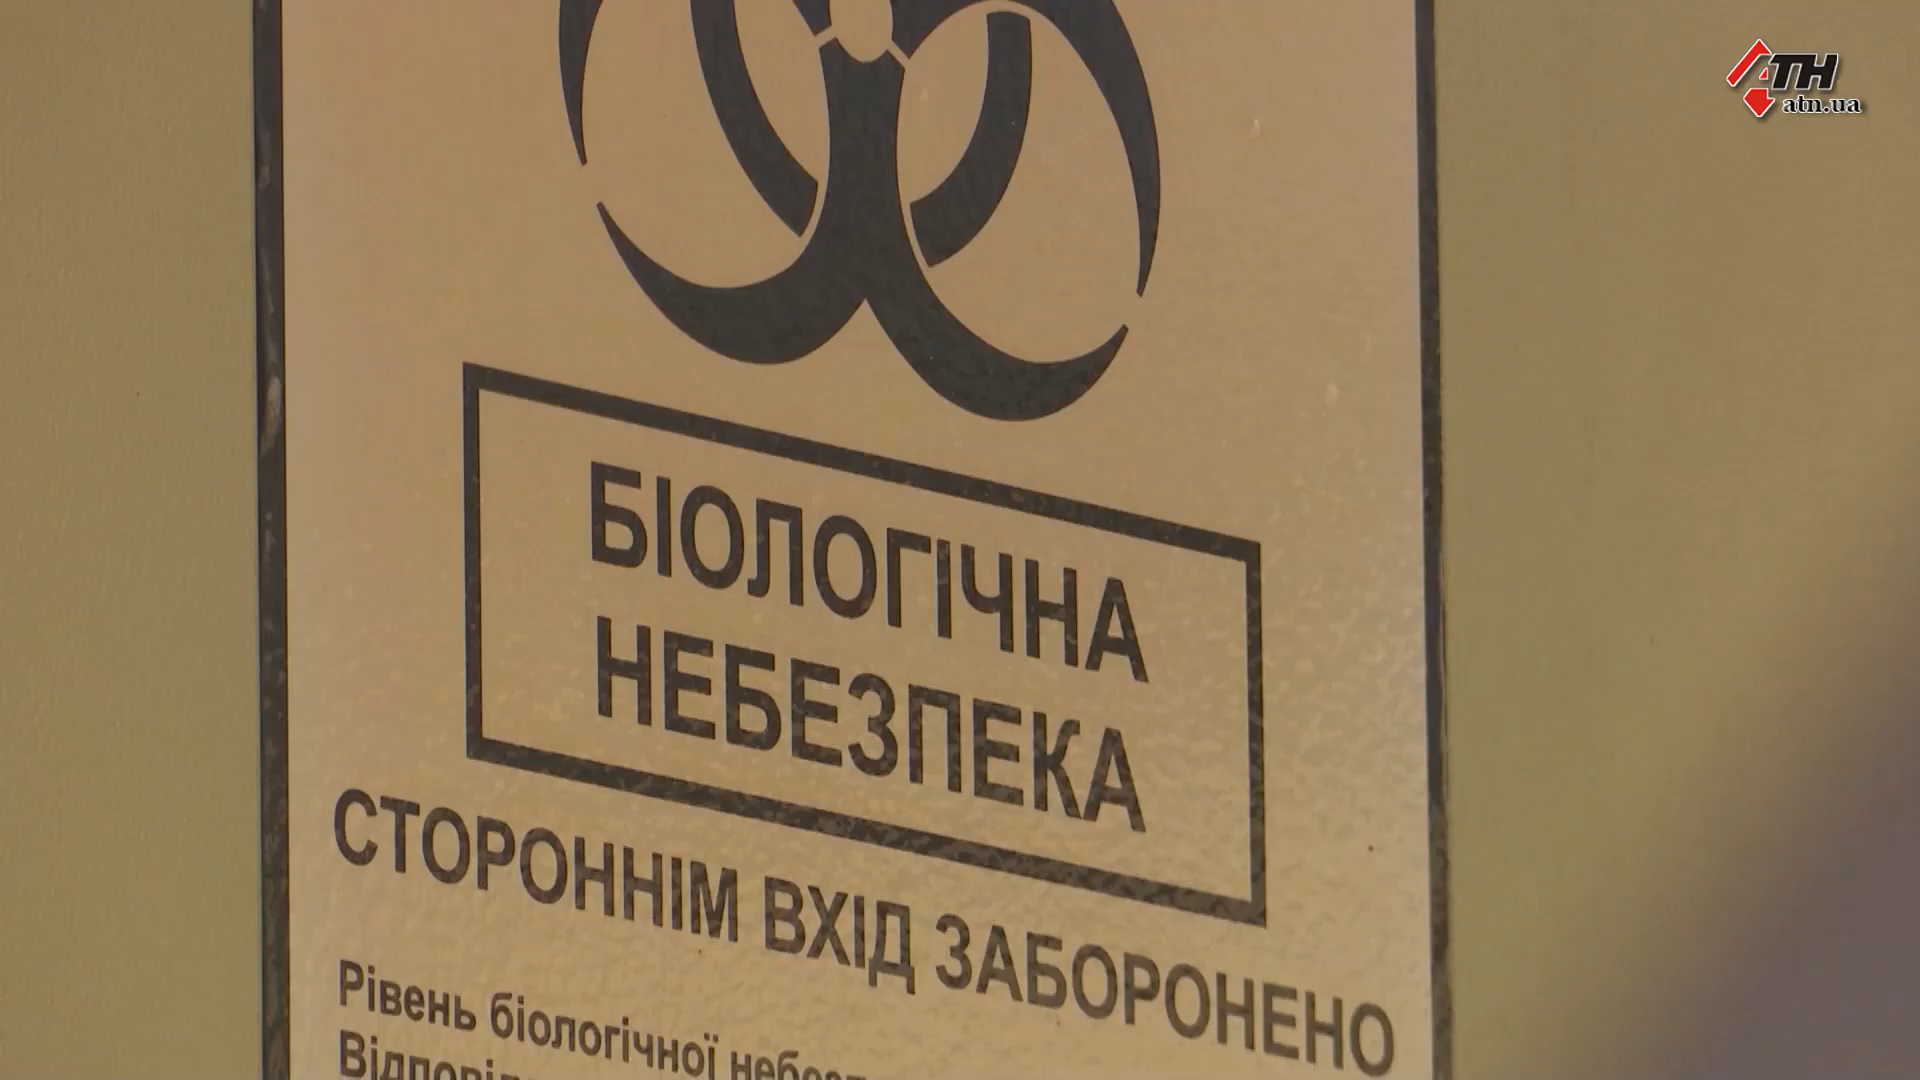 АТН
atn.ua
БІОЛОГІЧНА
НЕБЕЗПЕКА
СТОРОННІМ ВХІД ЗАБОРОНЕНО
Рівень біологічної